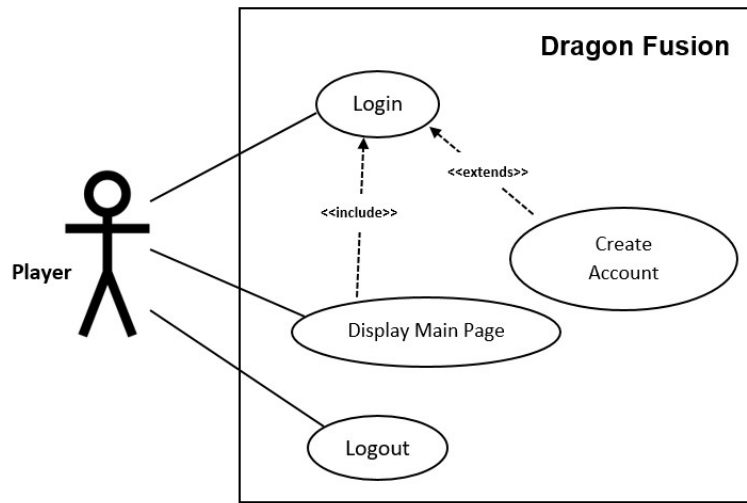 Dragon Fusion
Login
<<extends>>
<<include>>
Create
Account
Player
Display Main Page
Logout